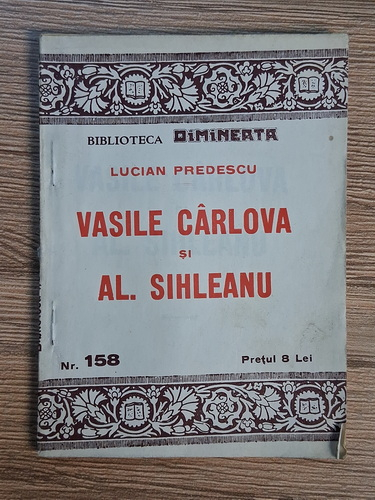 BIBLIOTECA DIMINEAȚA
LUCIAN PREDESCU
VASILE CÂRLOVA
ȘI
AL. SIHLEANU
Nr. 158
Prețul 8 Lei